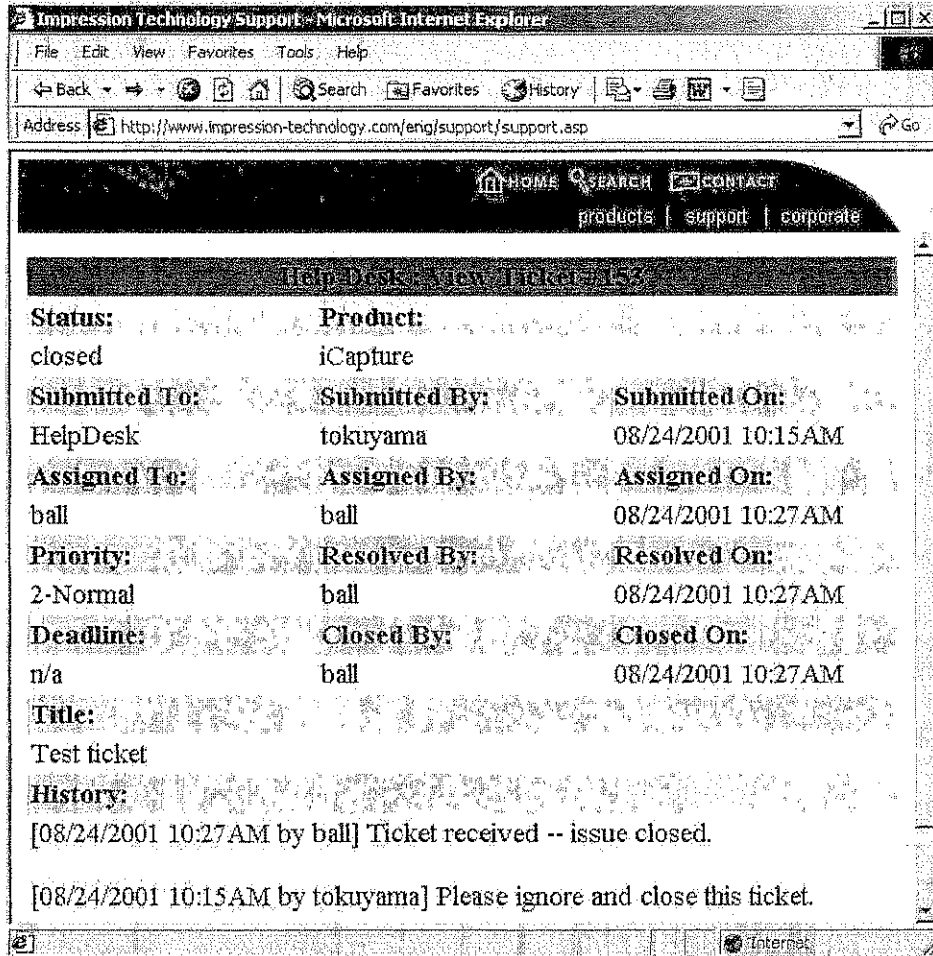 Impression Technology Support - Microsoft Internet Explorer
File Edit View Favorites Tools Help
Back Search Favorites History
Address http://www.impression-technology.com/eng/support/support.asp Go
HOME SEARCH CONTACT
products | support | corporate
Help Desk : View Ticket #153
Status: Product:
closed iCapture
Submitted To: Submitted By: Submitted On:
HelpDesk tokuyama 08/24/2001 10:15AM
Assigned To: Assigned By: Assigned On:
ball ball 08/24/2001 10:27AM
Priority: Resolved By: Resolved On:
2-Normal ball 08/24/2001 10:27AM
Deadline: Closed By: Closed On:
n/a ball 08/24/2001 10:27AM
Title:
Test ticket
History:
[08/24/2001 10:27AM by ball] Ticket received -- issue closed.
[08/24/2001 10:15AM by tokuyama] Please ignore and close this ticket.
Internet